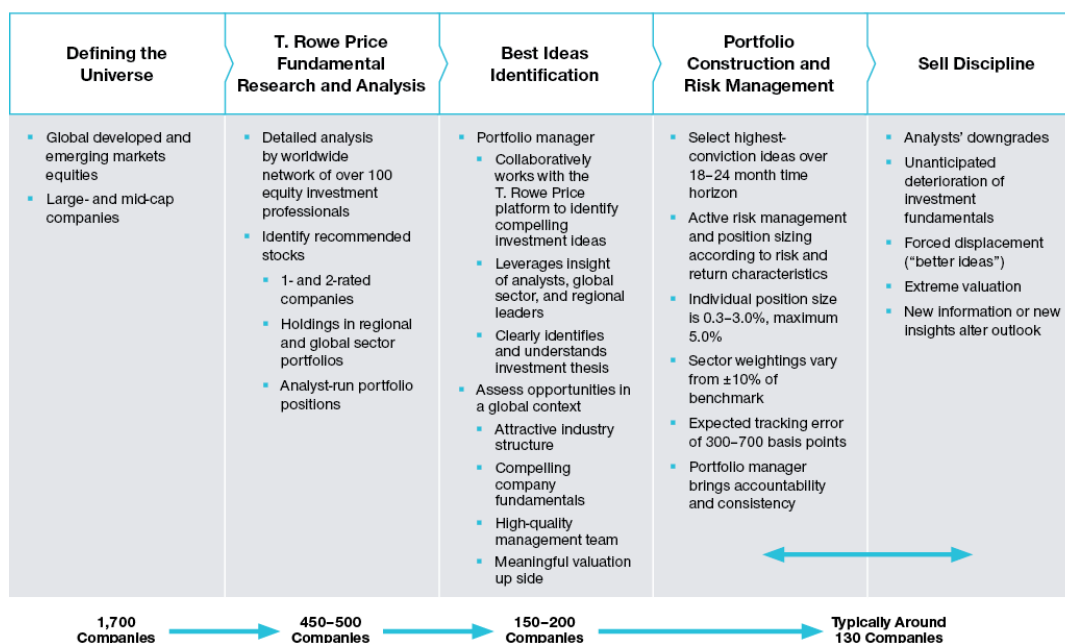 Defining the
Universe
T. Rowe Price
Fundamental
Research and Analysis
Best Ideas
Identification
Portfolio
Construction and
Risk Management
Sell Discipline
Global developed and
emerging markets
equities
Large- and mid-cap
companies
Detailed analysis
by worldwide
network of over 100
equity investment
professionals
Identify recommended
stocks
1- and 2-rated
companies
Holdings in regional
and global sector
portfolios
Analyst-run portfolio
positions
Portfolio manager
Collaboratively
works with the
T. Rowe Price
platform to identify
compelling
investment ideas
Leverages insight
of analysts, global
sector, and regional
leaders
Clearly identifies
and understands
investment thesis
Assess opportunities in
a global context
Attractive industry
structure
Compelling
company
fundamentals
High-quality
management team
Meaningful valuation
up side
Select highest-
conviction ideas over
18–24 month time
horizon
Active risk management
and position sizing
according to risk and
return characteristics
Individual position size
is 0.3–3.0%, maximum
5.0%
Sector weightings vary
from ±10% of
benchmark
Expected tracking error
of 300–700 basis points
Portfolio manager
brings accountability
and consistency
Analysts’ downgrades
Unanticipated
deterioration of
investment
fundamentals
Forced displacement
(“better ideas”)
Extreme valuation
New information or new
insights alter outlook
1,700
Companies
450–500
Companies
150–200
Companies
Typically Around
130 Companies